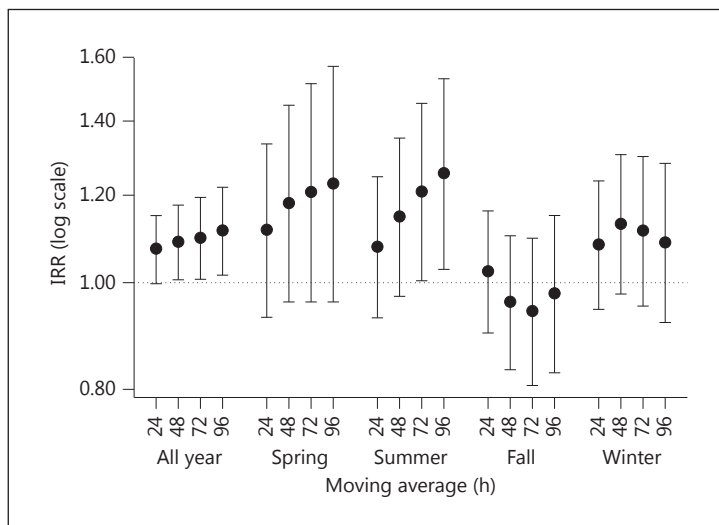 1.60
1.40
1.20
1.00
0.80
IRR (log scale)
24 48 72 96 24 48 72 96 24 48 72 96 24 48 72 96 24 48 72 96
All year Spring Summer Fall Winter
Moving average (h)